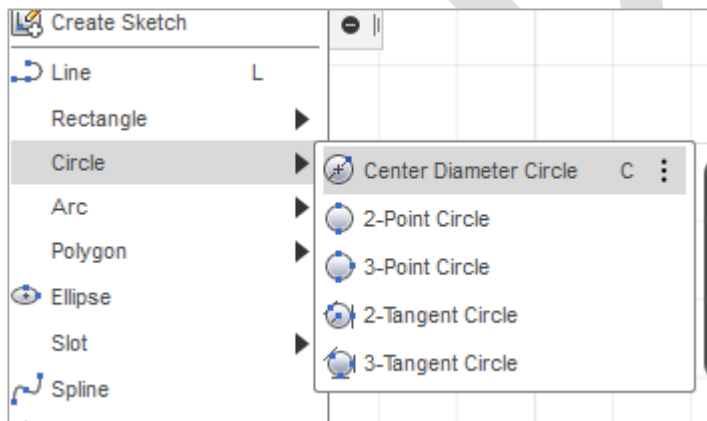 Create Sketch
Line L
Rectangle
Circle
Center Diameter Circle C
Arc
2-Point Circle
Polygon
3-Point Circle
Ellipse
2-Tangent Circle
Slot
3-Tangent Circle
Spline